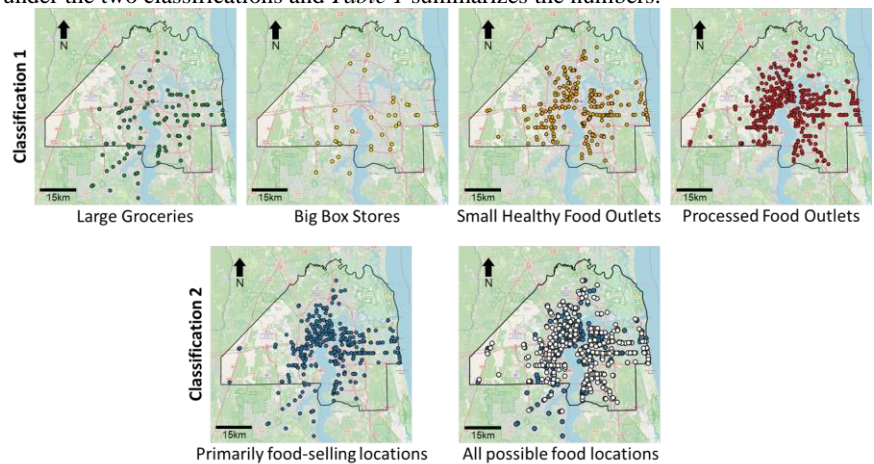 under the two classifications and Table 1 summarizes the numbers.
Classification 1
N
N
N
N
15km
15km
15km
15km
Large Groceries
Big Box Stores
Small Healthy Food Outlets
Processed Food Outlets
Classification 2
N
N
15km
15km
Primarily food-selling locations
All possible food locations